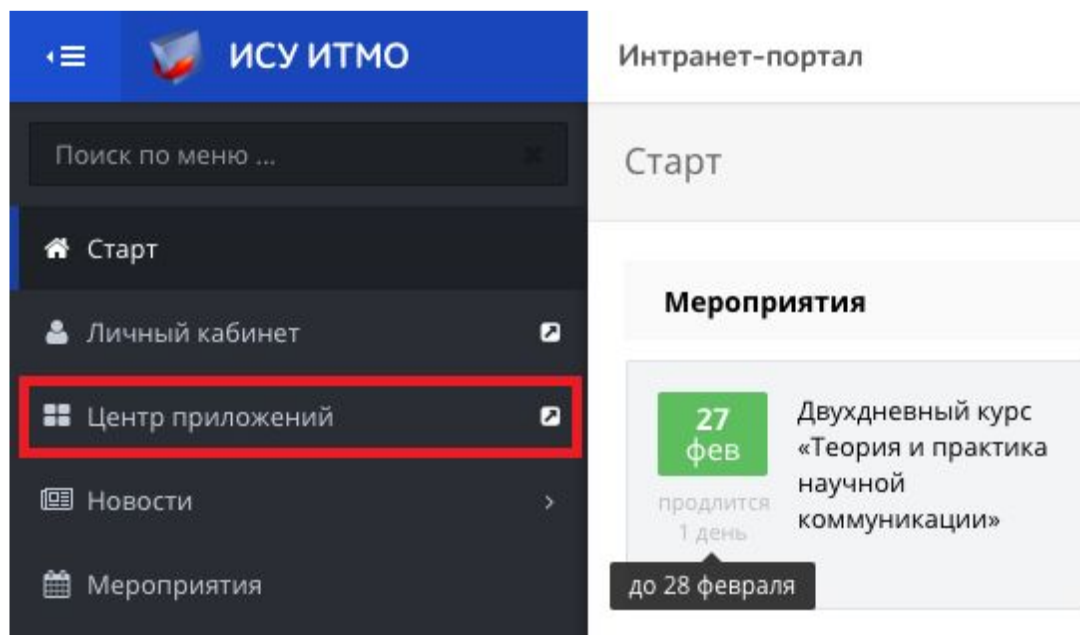 ИСУ ИТМО
Поиск по меню ...
Старт
Личный кабинет
Центр приложений
Новости
Мероприятия
Интранет-портал
Старт
Мероприятия
27
фев
продлится
1 день
до 28 февраля
Двухдневный курс
«Теория и практика
научной
коммуникации»